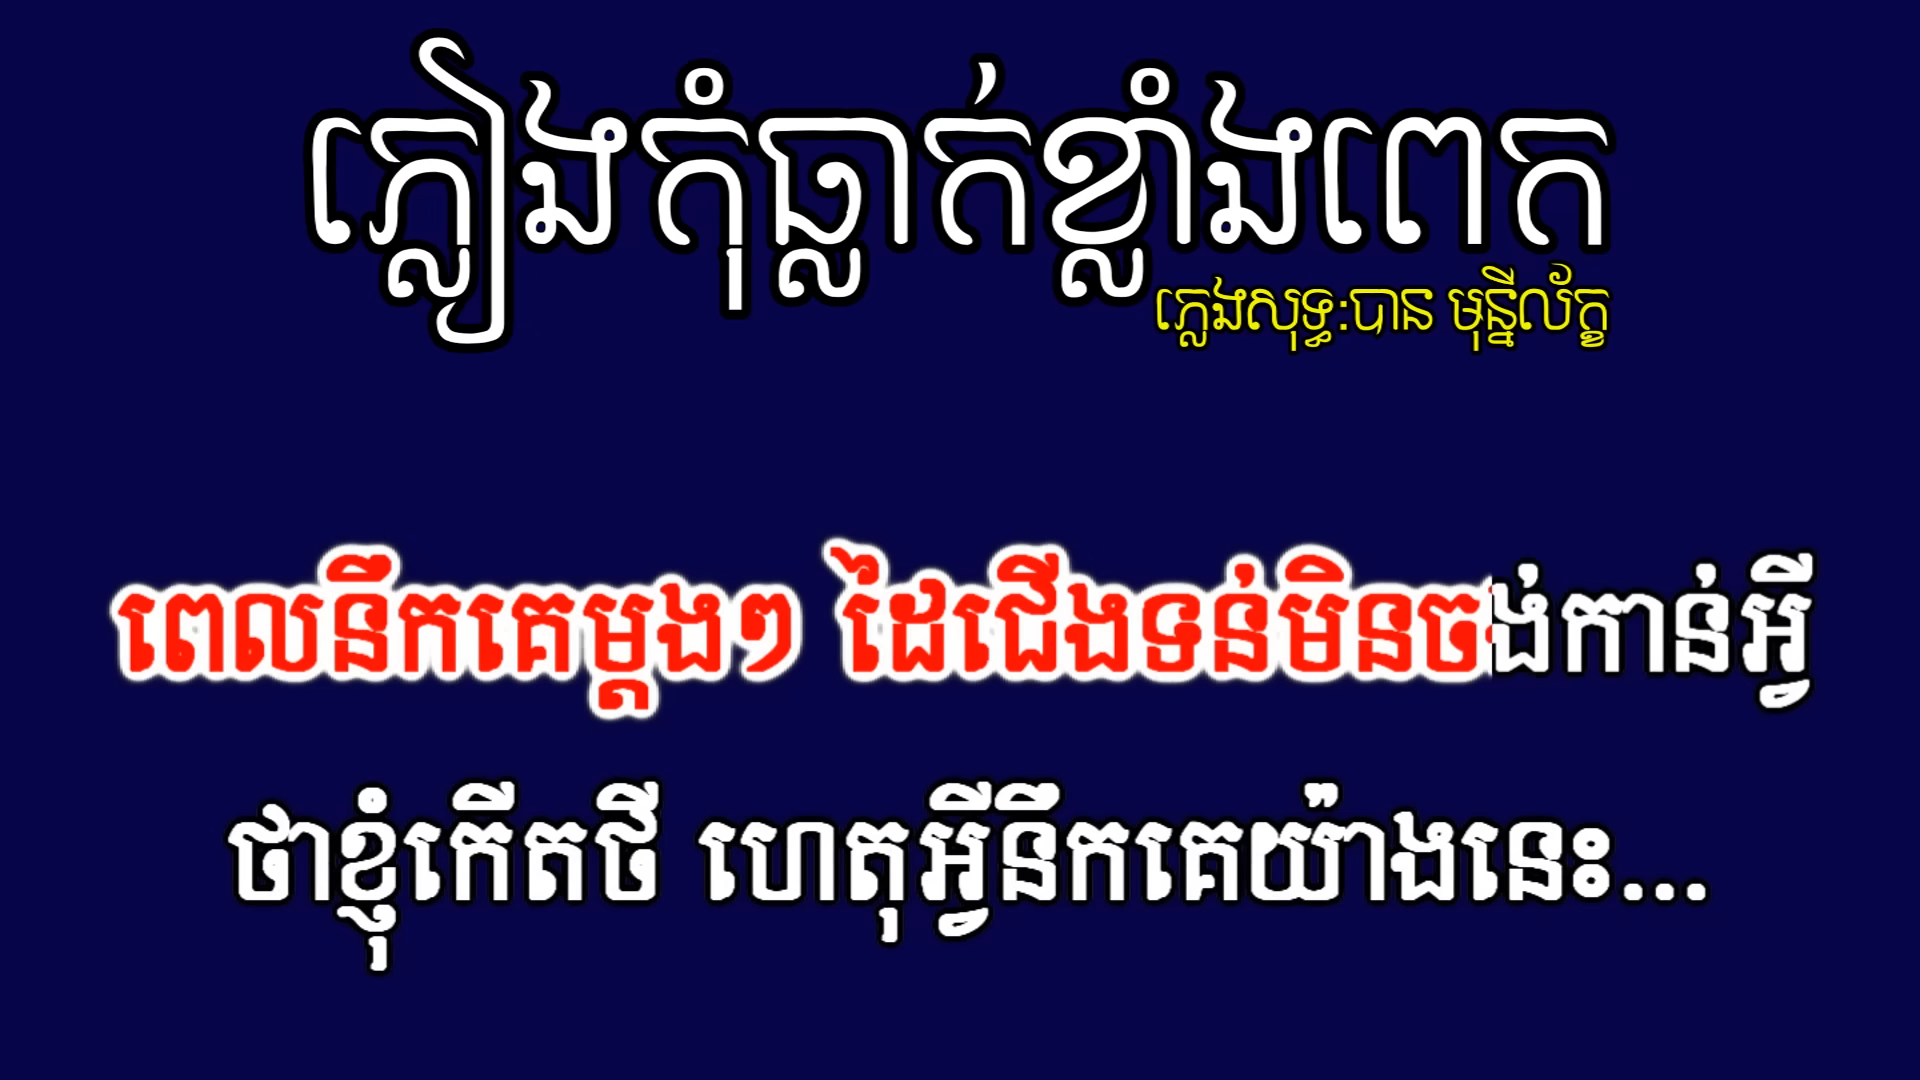 ភ្លៀងកុំធ្លាក់ខ្លាំងពេក
ភ្លេងសុទ្ធ:បាន មុន្នីល័ក្ខ
ពេលនឹកគេម្ដងៗ ដៃជើងទន់មិនចង់កាន់អ្វី
ថាខ្ញុំកើតថី ហេតុអ្វីនឹកគេយ៉ាងនេះ...